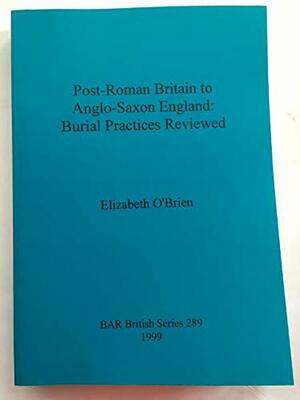 Post-Roman Britain to
Anglo-Saxon England:
Burial Practices Reviewed
Elizabeth O'Brien
BAR British Series 289
1999